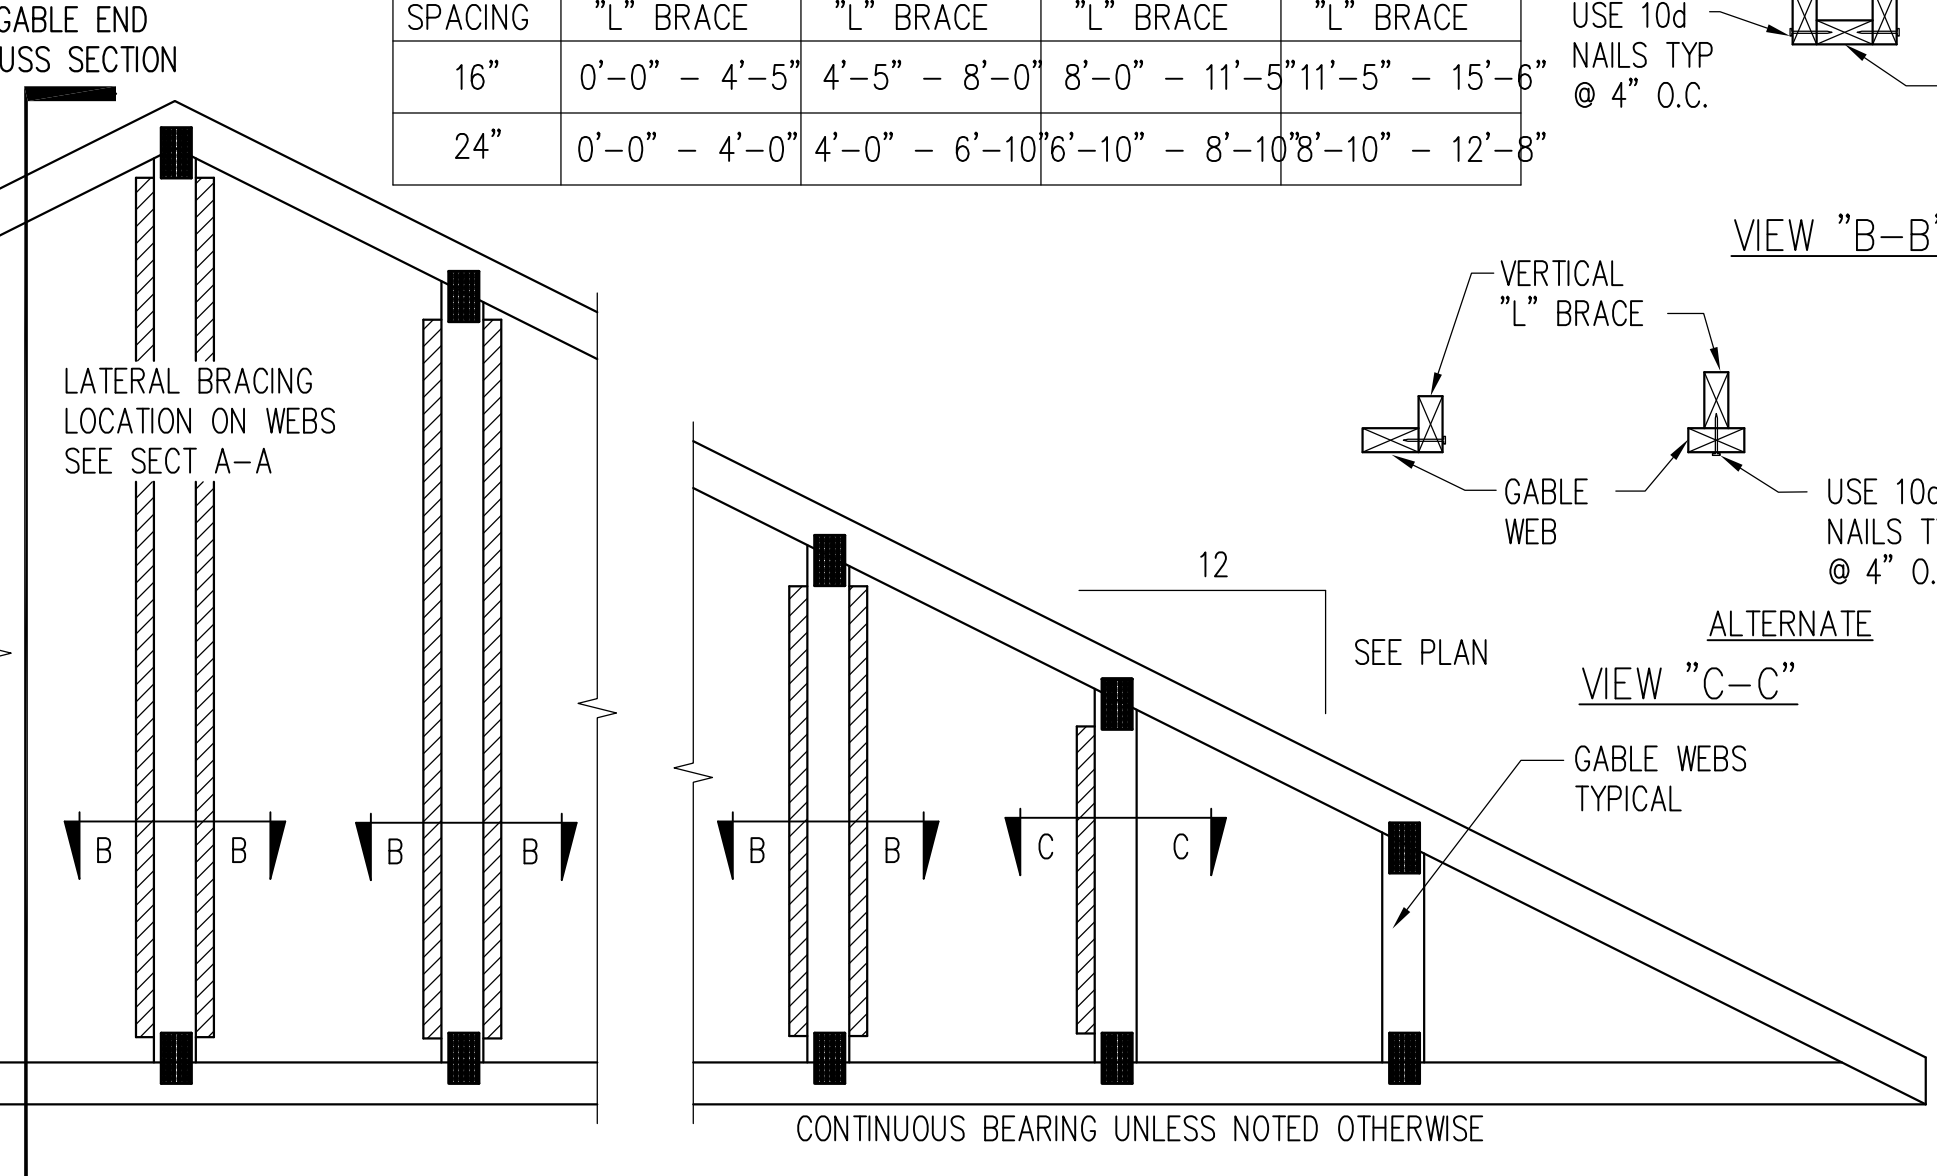 GABLE END
USS SECTION
SPACING "L" BRACE "L" BRACE "L" BRACE "L" BRACE
16" 0'-0" - 4'-5" 4'-5" - 8'-0" 8'-0" - 11'-5" 11'-5" - 15'-6"
24" 0'-0" - 4'-0" 4'-0" - 6'-10" 6'-10" - 8'-10" 8'-10" - 12'-8"
USE 10d
NAILS TYP
@ 4" O.C.
VIEW "B-B"
VERTICAL
"L" BRACE
GABLE
WEB
USE 10d
NAILS TY
@ 4" O.
ALTERNATE
VIEW "C-C"
LATERAL BRACING
LOCATION ON WEBS
SEE SECT A-A
12
SEE PLAN
GABLE WEBS
TYPICAL
B B
B B
B B
C C
CONTINUOUS BEARING UNLESS NOTED OTHERWISE